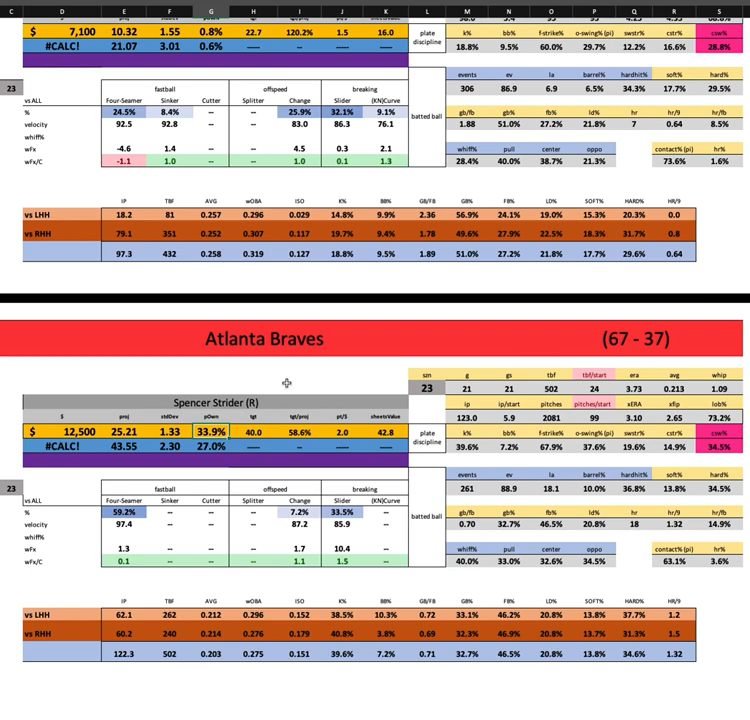 C D E F G H I J K L M N O P Q R S
$ 7,100 10.32 1.55 0.8% 22.7 120.2% 1.5 16.0
#CALC! 21.07 3.01 0.6% — -- —
plate discipline
k% bb% f-strike% o-swing% (pi) swstr% cstr% csw%
18.8% 9.5% 60.0% 29.7% 12.2% 16.6% 28.8%
23
fastball offspeed breaking
vs ALL Four-Seamer Sinker Cutter Splitter Change Slider (KN)Curve
% 24.5% 8.4% -- -- 25.9% 32.1% 9.1%
velocity 92.5 92.8 -- -- 83.0 86.3 76.1
whiff%
wFx -4.6 1.4 -- -- 4.5 0.3 2.1
wFx/C -1.1 1.0 -- -- 1.0 0.1 1.3
batted ball
events ev la barrel% hardhit% soft% hard%
306 86.9 6.9 6.5% 34.3% 17.7% 29.5%
gb/fb gb% fb% ld% hr hr/9 hr/fb
1.88 51.0% 27.2% 21.8% 7 0.64 8.5%
whiff% pull center oppo contact% (pi) hr%
28.4% 40.0% 38.7% 21.3% 73.6% 1.6%
IP TBF AVG wOBA ISO K% BB% GB/FB GB% FB% LD% SOFT% HARD% HR/9
vs LHH 18.2 81 0.257 0.296 0.029 14.8% 9.9% 2.36 56.9% 24.1% 19.0% 15.3% 20.3% 0.0
vs RHH 79.1 351 0.252 0.307 0.117 19.7% 9.4% 1.78 49.6% 27.9% 22.5% 18.3% 31.7% 0.8
97.3 432 0.258 0.319 0.127 18.8% 9.5% 1.89 51.0% 27.2% 21.8% 17.7% 29.6% 0.64
Atlanta Braves (67 - 37)
sm g gs tbf tbf/start era avg whip
23 21 21 502 24 3.73 0.213 1.09
Spencer Strider (R)
ip ip/start pitches pitches/start xERA xfip lob%
123.0 5.9 2081 99 3.10 2.65 73.2%
$ proj stdDev pOwn tgt tgt/proj pt/$ sheetsValue
$ 12,500 25.21 1.33 33.9% 40.0 58.6% 2.0 42.8
#CALC! 43.55 2.30 27.0% — -- —
plate discipline
k% bb% f-strike% o-swing% (pi) swstr% cstr% csw%
39.6% 7.2% 67.9% 37.6% 19.6% 14.9% 34.5%
23
fastball offspeed breaking
vs ALL Four-Seamer Sinker Cutter Splitter Change Slider (KN)Curve
% 59.2% -- -- -- 7.2% 33.5% --
velocity 97.4 -- -- -- 87.2 85.9 --
whiff%
wFx 1.3 -- -- -- 1.7 10.4 --
wFx/C 0.1 -- -- -- 1.1 1.5 --
batted ball
events ev la barrel% hardhit% soft% hard%
261 88.9 18.1 10.0% 36.8% 13.8% 34.5%
gb/fb gb% fb% ld% hr hr/9 hr/fb
0.70 32.7% 46.5% 20.8% 18 1.32 14.9%
whiff% pull center oppo contact% (pi) hr%
40.0% 33.0% 32.6% 34.5% 63.1% 3.6%
IP TBF AVG wOBA ISO K% BB% GB/FB GB% FB% LD% SOFT% HARD% HR/9
vs LHH 62.1 262 0.212 0.296 0.152 38.5% 10.3% 0.72 33.1% 46.2% 20.8% 13.8% 37.7% 1.2
vs RHH 60.2 240 0.214 0.276 0.179 40.8% 3.8% 0.69 32.3% 46.9% 20.8% 13.7% 31.3% 1.5
122.3 502 0.203 0.275 0.151 39.6% 7.2% 0.71 32.7% 46.5% 20.8% 13.8% 34.6% 1.32